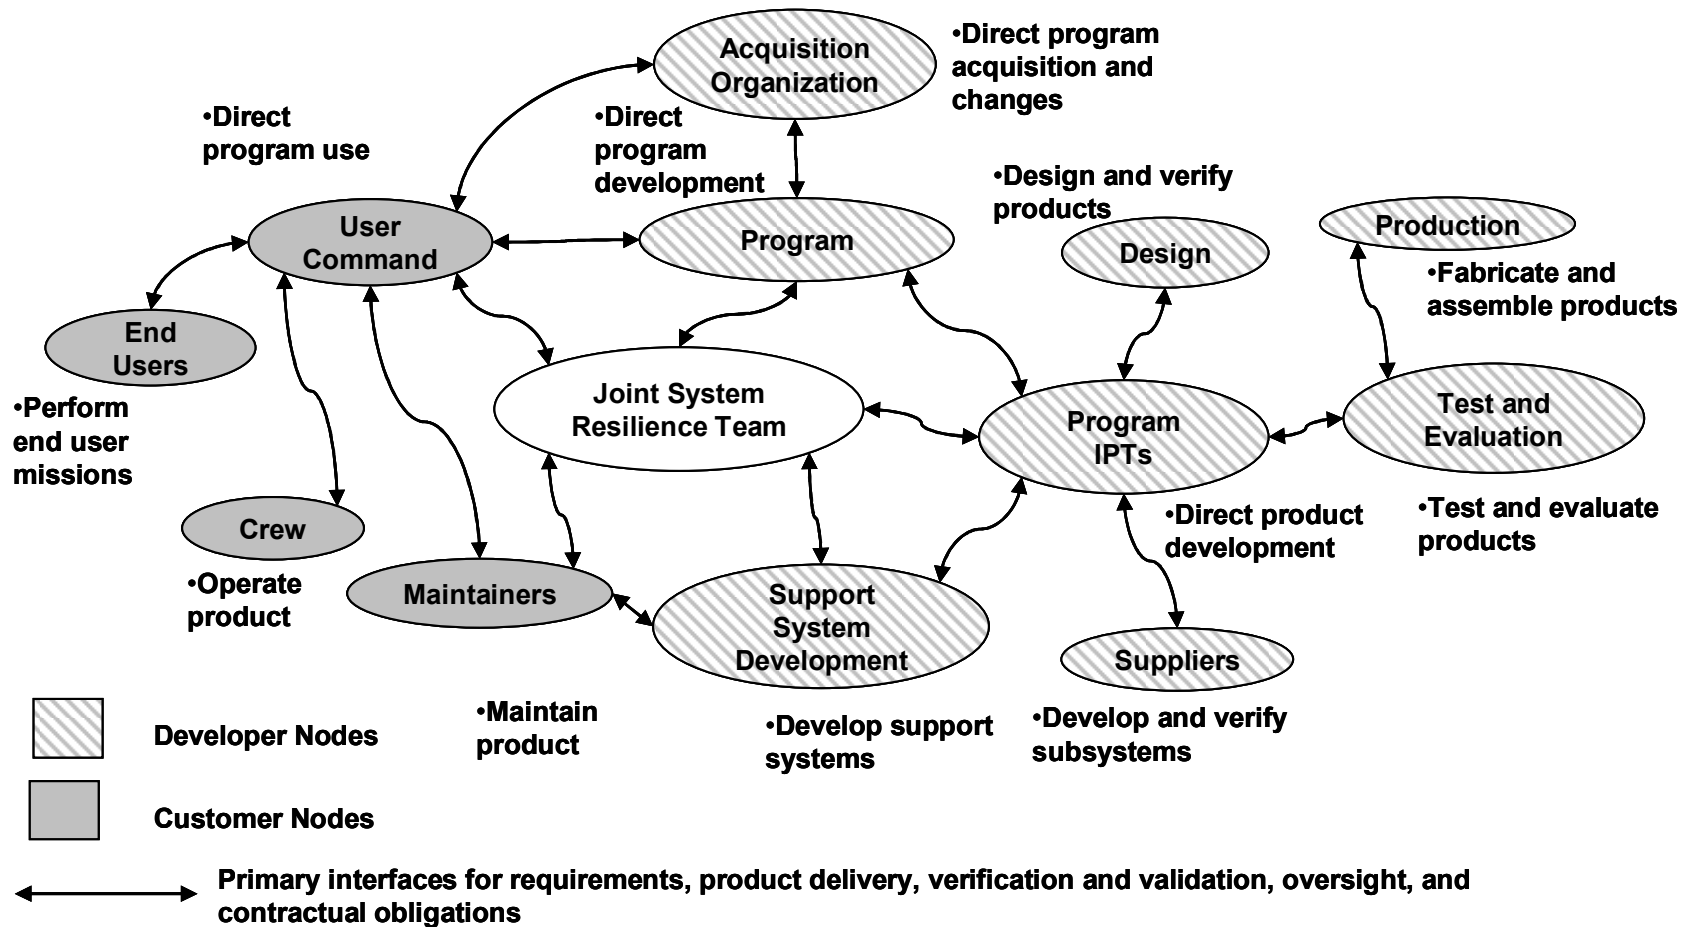 Acquisition
Organization
•Direct program
acquisition and
changes
•Direct
program use
•Direct
program
development
•Design and verify
products
User
Command
Program
Design
Production
•Fabricate and
assemble products
End
Users
•Perform
end user
missions
Joint System
Resilience Team
Program
IPTs
Test and
Evaluation
•Direct product
development
•Test and evaluate
products
Crew
•Operate
product
Maintainers
Support
System
Development
Suppliers
•Maintain
product
•Develop support
systems
•Develop and verify
subsystems
Developer Nodes
Customer Nodes
Primary interfaces for requirements, product delivery, verification and validation, oversight, and
contractual obligations